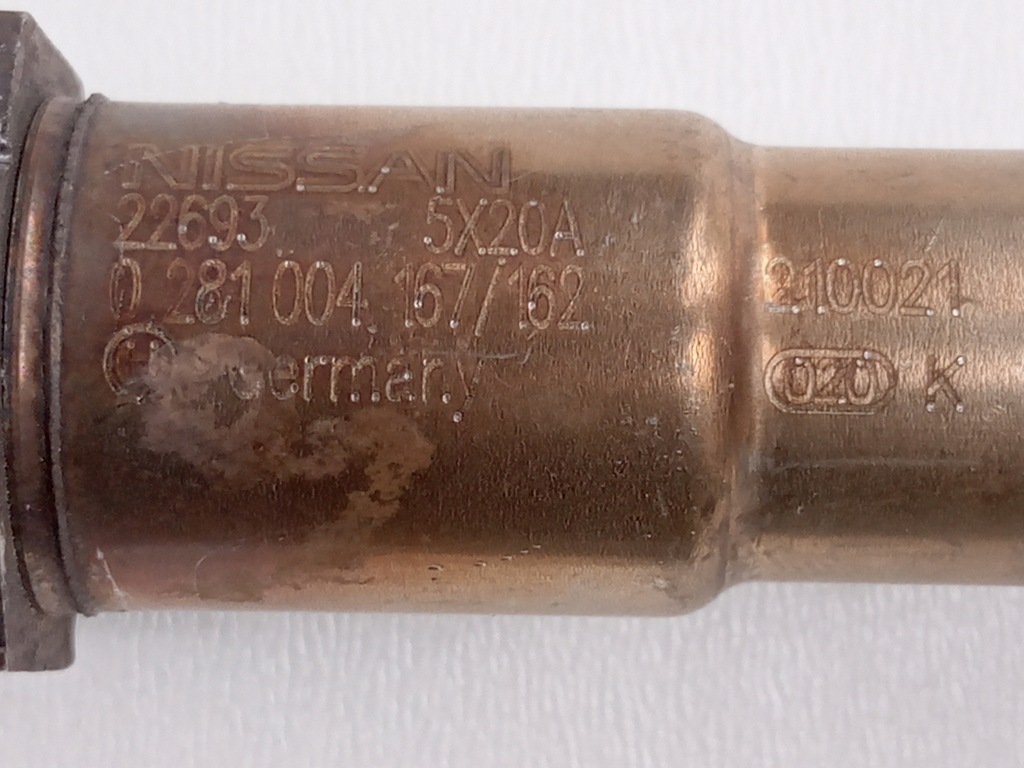 NISSAN
22693 5X20A
0 281 004 167/162
Germany
210021
020 K